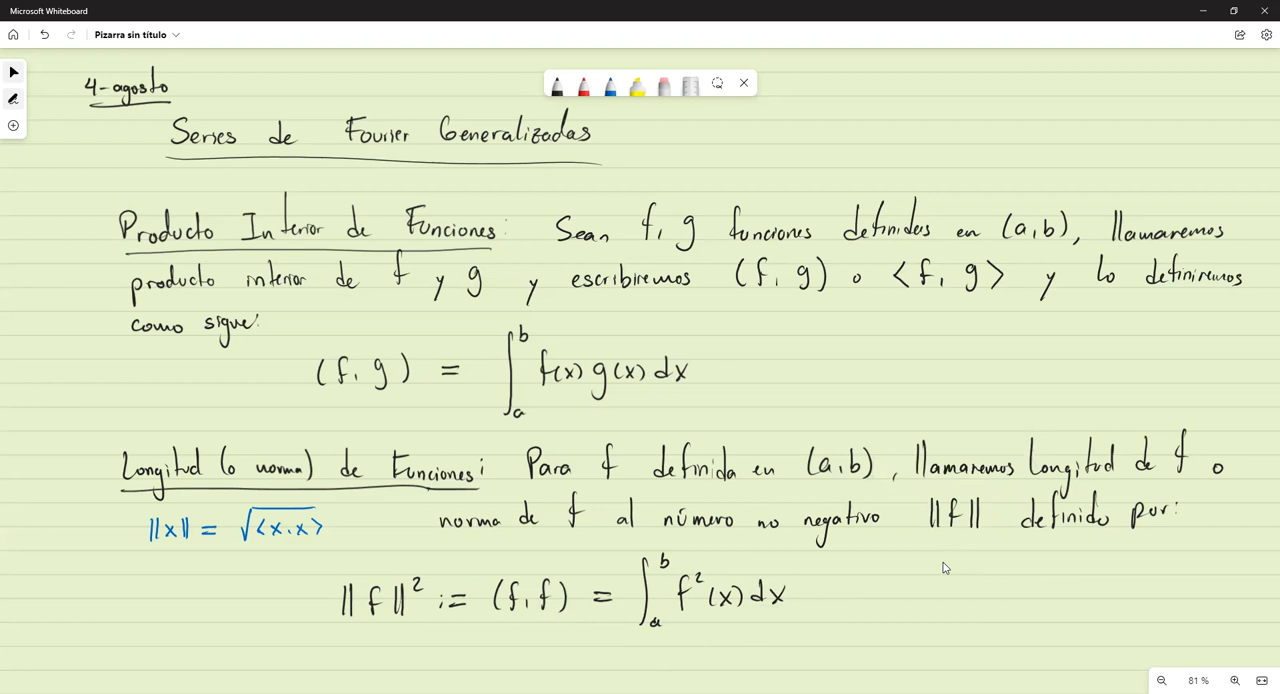 Microsoft Whiteboard
Pizarra sin título
4-agosto
Series de Fourier Generalizadas
Producto Interior de Funciones: Sean f, g funciones definidas en (a,b), llamaremos
producto interior de f y g y escribiremos (f, g) o <f, g> y lo definiremos
como sigue:
(f, g) = ∫_a^b f(x) g(x) dx
Longitud (o norma) de Funciones: Para f definida en (a,b), llamaremos longitud de f o
norma de f al número no negativo ||f|| definido por:
||x|| = √<x.x>
||f||² := (f,f) = ∫_a^b f²(x) dx
81 %